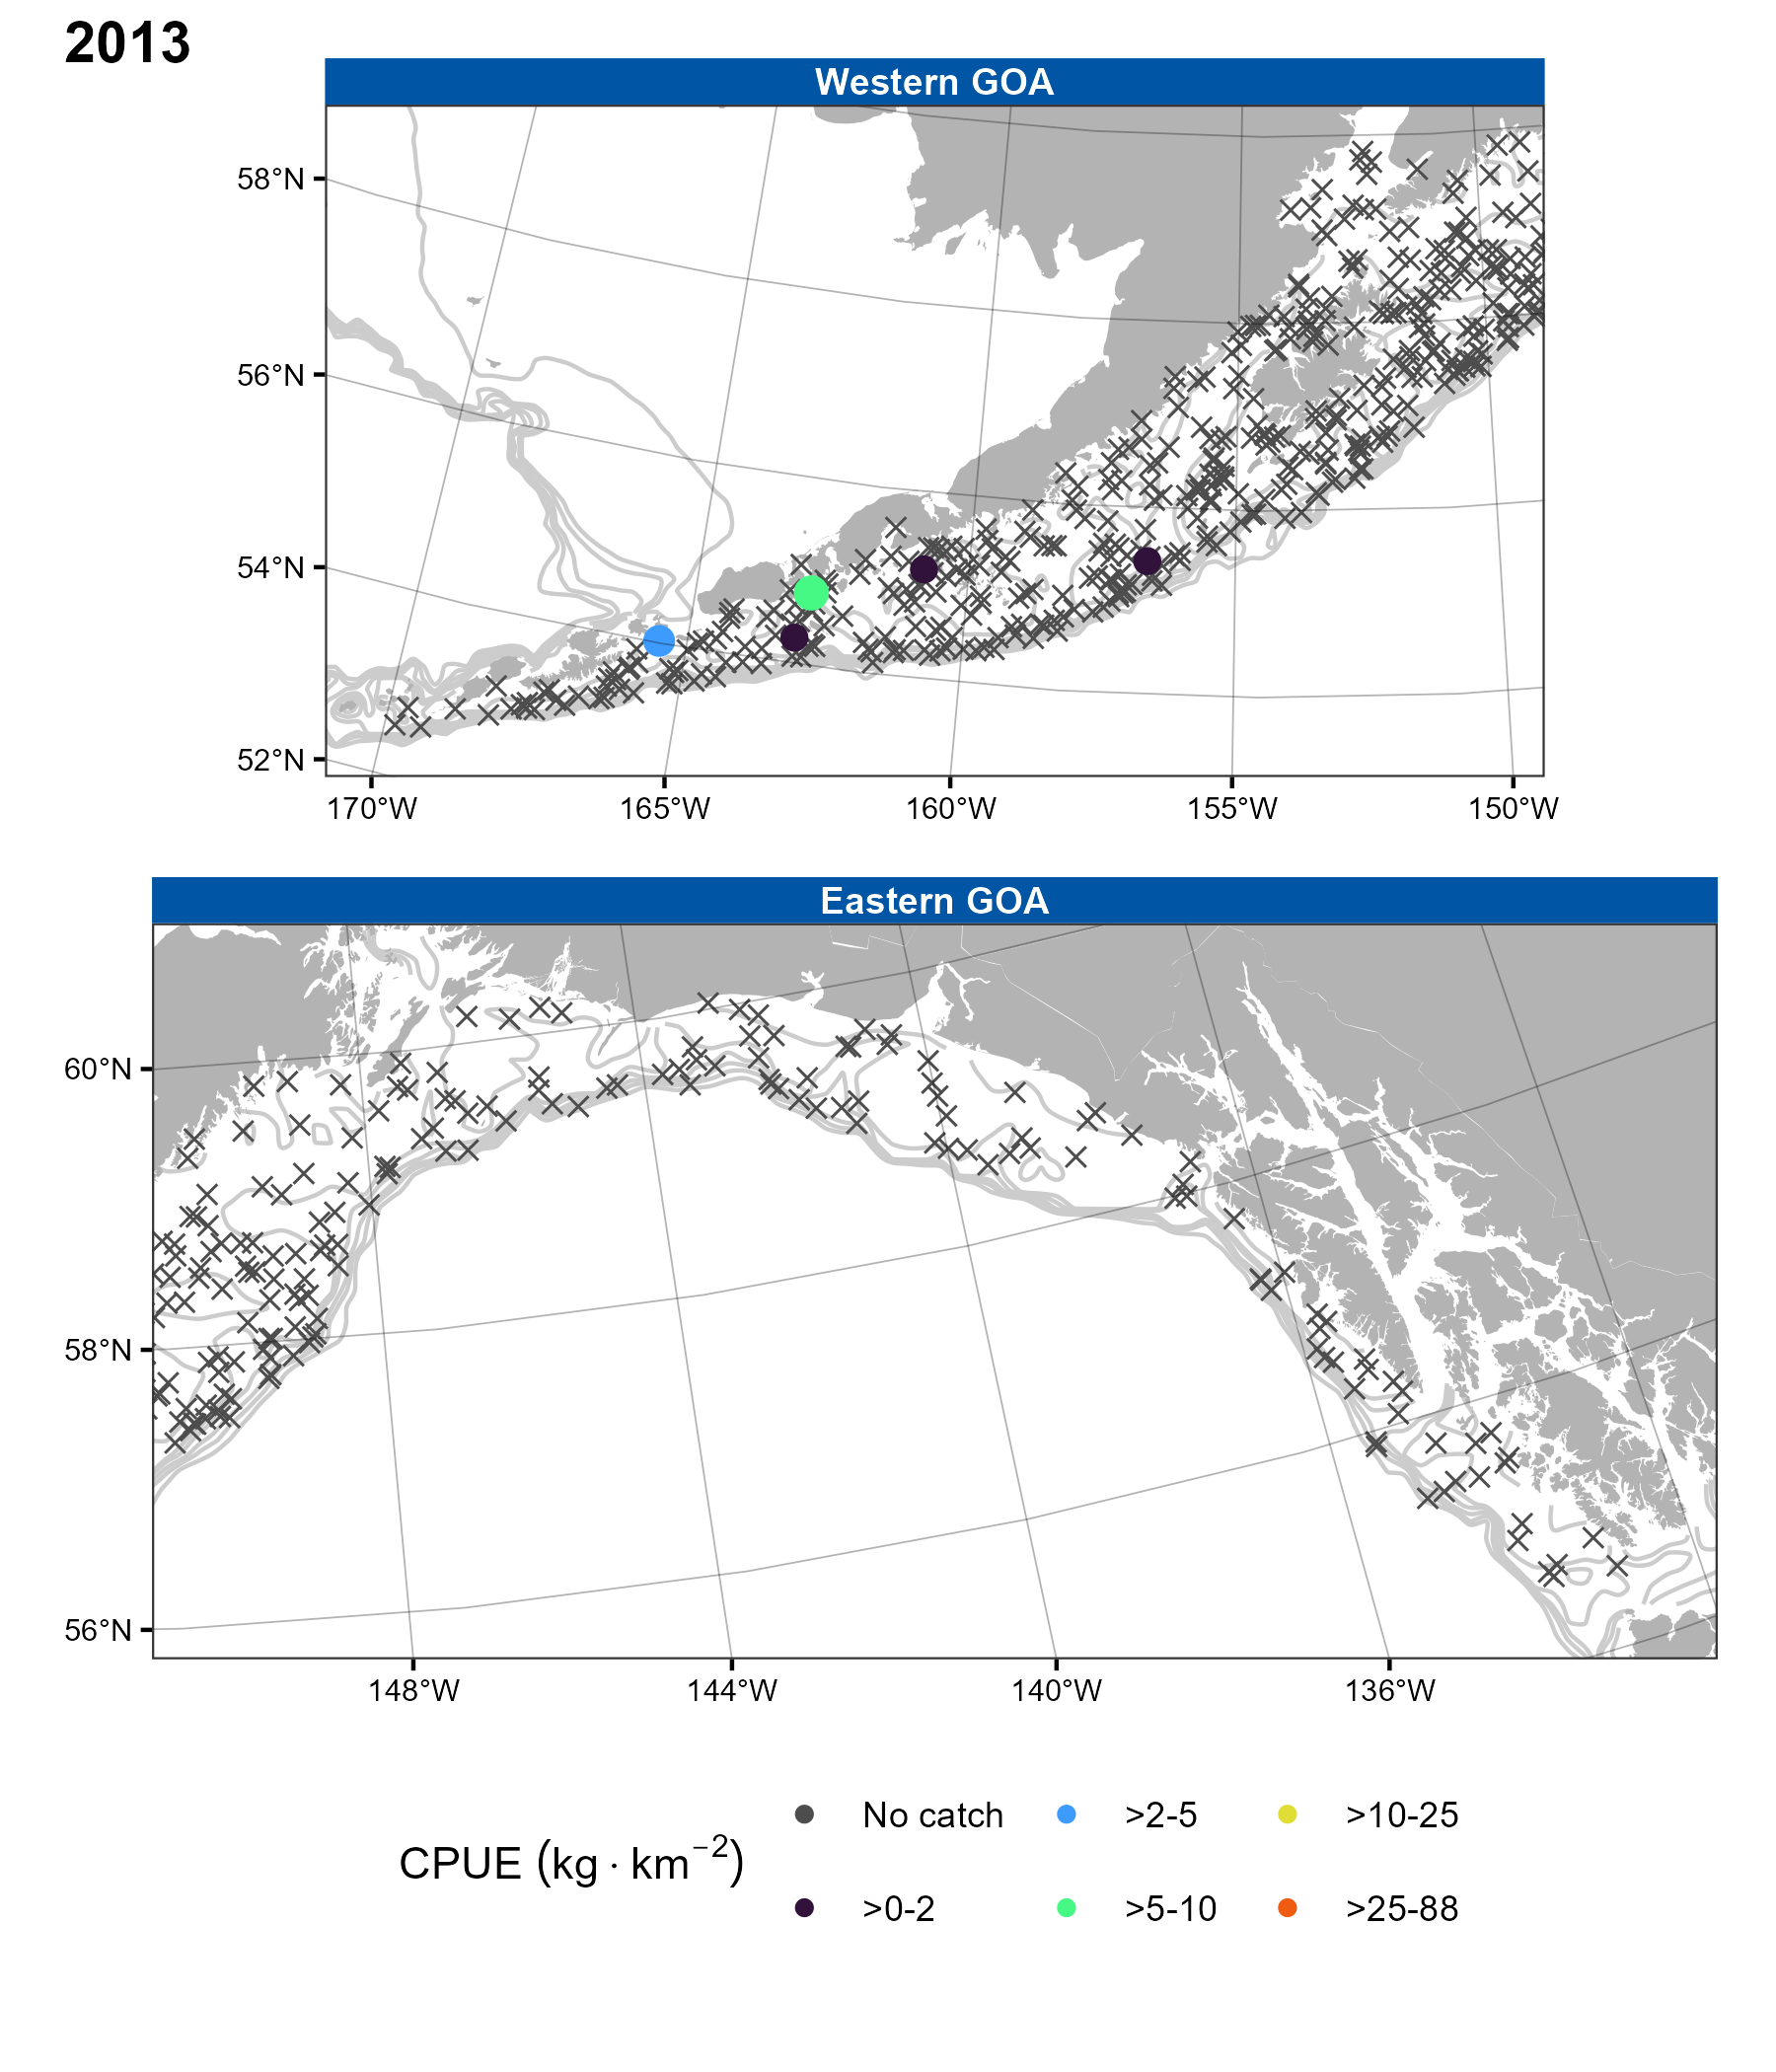 2013
Western GOA
58°N
56°N
54°N
52°N
170°W 165°W 160°W 155°W 150°W
Eastern GOA
60°N
58°N
56°N
148°W 144°W 140°W 136°W
CPUE (kg · km⁻²)
No catch >2-5 >10-25
>0-2 >5-10 >25-88